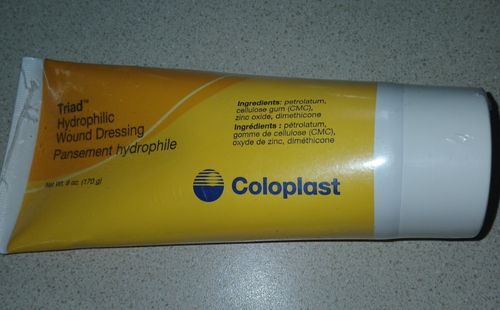 Triad™
Hydrophilic
Wound Dressing
Pansement hydrophile
Net Wt. 6 oz. (170 g)
Ingredients: petrolatum,
cellulose gum (CMC),
zinc oxide, dimethicone
Ingrédients : pétrolatum,
gomme de cellulose (CMC),
oxyde de zinc, diméthicone
Coloplast